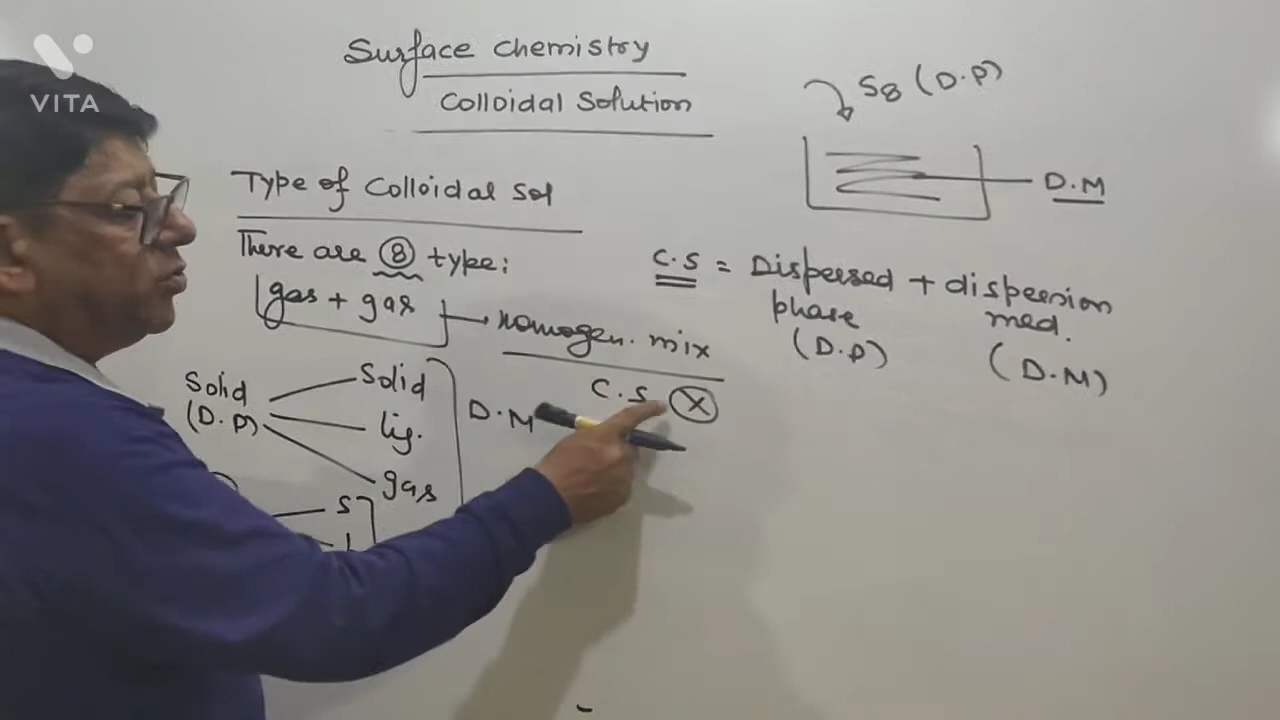 VITA
Surface chemistry
Colloidal Solution
Type of Colloidal Sol
There are 8 type:
gas + gas → homogen. mix
C.S X
Solid
(D.P)
Solid
liq.
gas
D.M
S
l
S8 (D.P)
D.M
C.S = Dispersed + dispersion
phase med.
(D.P) (D.M)